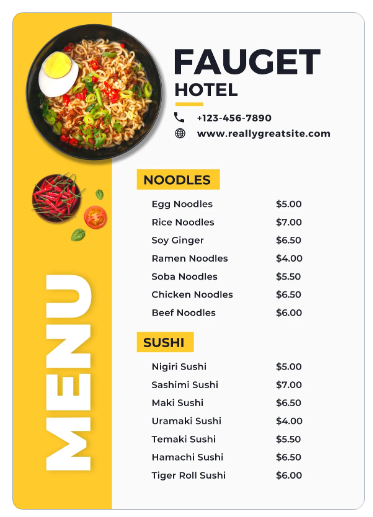 FAUGET
HOTEL
+123-456-7890
www.reallygreatsite.com
MENU
NOODLES
Egg Noodles $5.00
Rice Noodles $7.00
Soy Ginger $6.50
Ramen Noodles $4.00
Soba Noodles $5.50
Chicken Noodles $6.50
Beef Noodles $6.00
SUSHI
Nigiri Sushi $5.00
Sashimi Sushi $7.00
Maki Sushi $6.50
Uramaki Sushi $4.00
Temaki Sushi $5.50
Hamachi Sushi $6.50
Tiger Roll Sushi $6.00